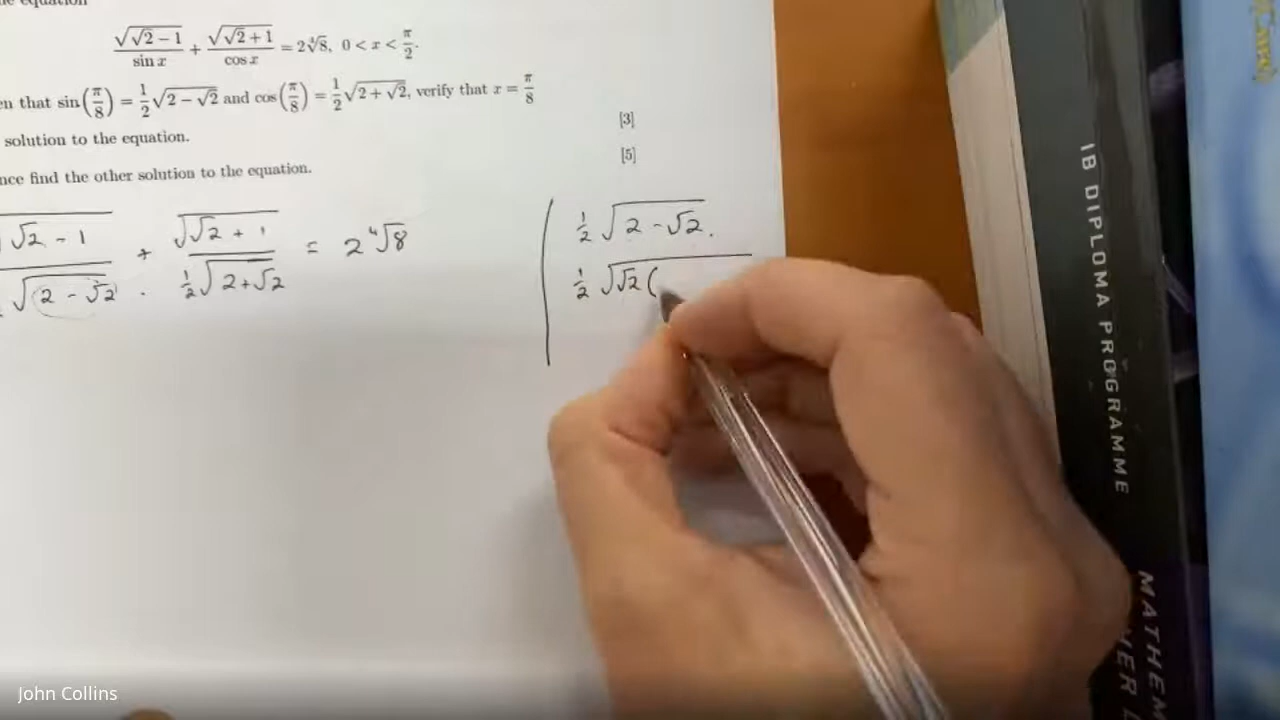 equation
√(√2 − 1)/sin x + √(√2 + 1)/cos x = 2∜8, 0 < x < π/2.
en that sin(π/8) = 1/2 √(2 − √2) and cos(π/8) = 1/2 √(2 + √2), verify that x = π/8
[3]
solution to the equation.
[5]
nce find the other solution to the equation.
√(√2 − 1)/√(2 − √2) + √(√2 + 1)/(1/2 √(2+√2)) = 2 ∜8
1/2 √(2 − √2).
1/2 √(√2 (
IB DIPLOMA PROGRAMME
John Collins